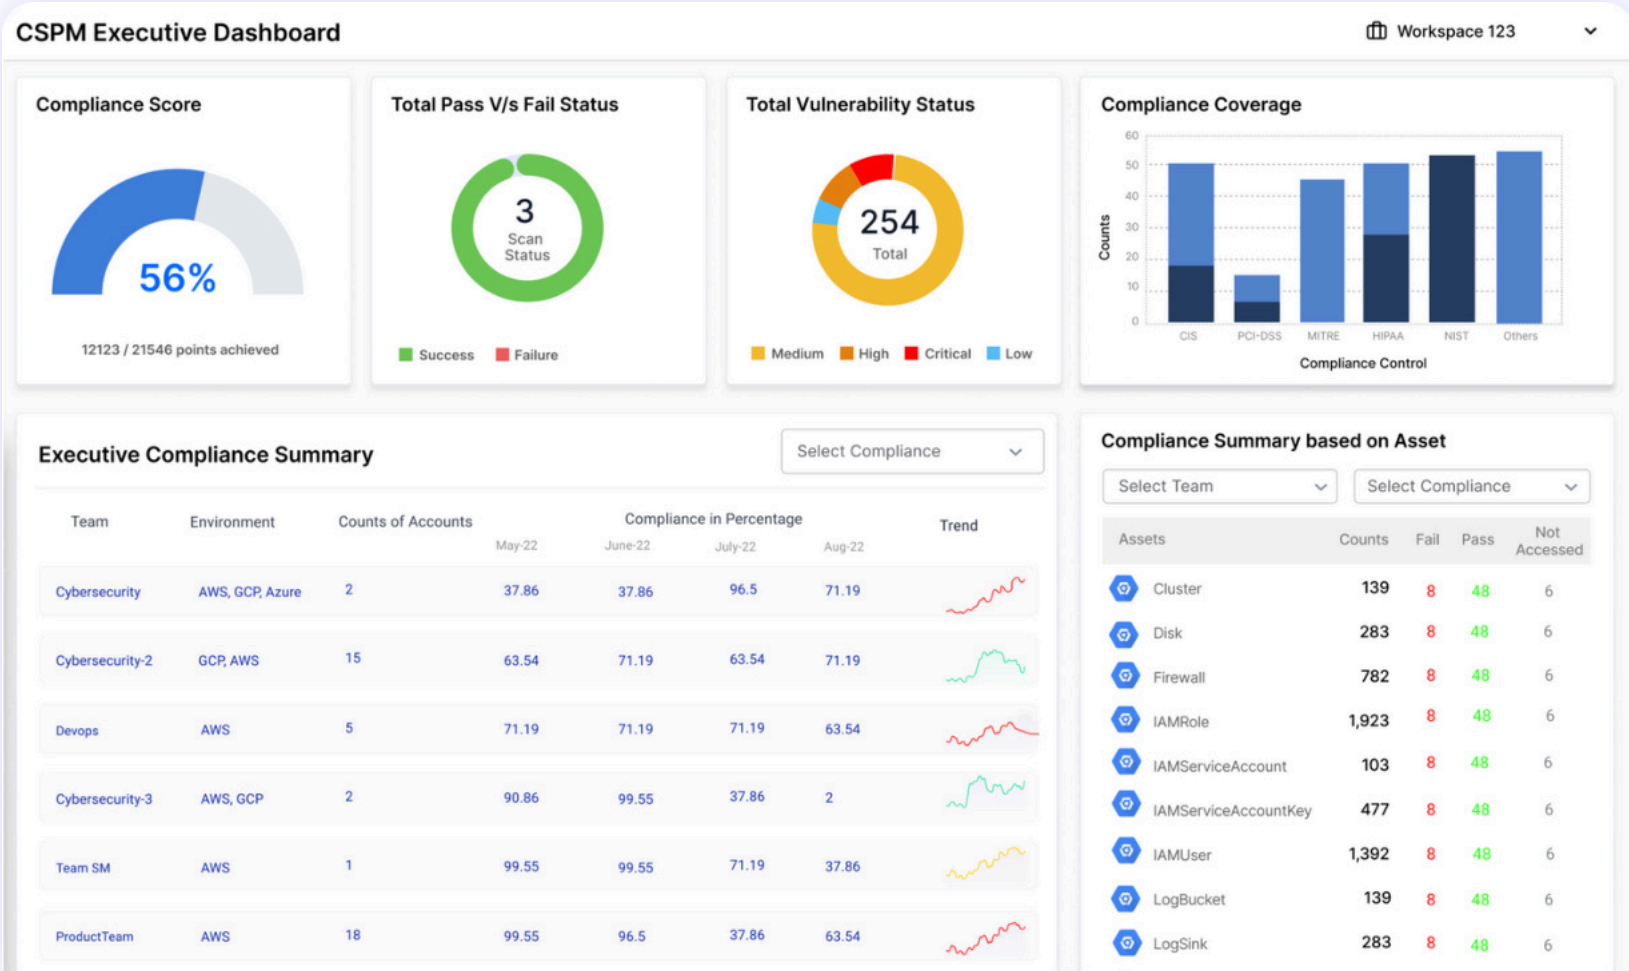 CSPM Executive Dashboard
Workspace 123
Compliance Score
56%
12123 / 21546 points achieved
Total Pass V/s Fail Status
3
Scan
Status
Success Failure
Total Vulnerability Status
254
Total
Medium High Critical Low
Compliance Coverage
60
50
40
30
20
10
0
Counts
CIS PCI-DSS MITRE HIPAA NIST Others
Compliance Control
Executive Compliance Summary
Select Compliance
Team Environment Counts of Accounts Compliance in Percentage Trend
May-22 June-22 July-22 Aug-22
Cybersecurity AWS, GCP, Azure 2 37.86 37.86 96.5 71.19
Cybersecurity-2 GCP, AWS 15 63.54 71.19 63.54 71.19
Devops AWS 5 71.19 71.19 71.19 63.54
Cybersecurity-3 AWS, GCP 2 90.86 99.55 37.86 2
Team SM AWS 1 99.55 99.55 71.19 37.86
ProductTeam AWS 18 99.55 96.5 37.86 63.54
Compliance Summary based on Asset
Select Team Select Compliance
Assets Counts Fail Pass Not Accessed
Cluster 139 8 48 6
Disk 283 8 48 6
Firewall 782 8 48 6
IAMRole 1,923 8 48 6
IAMServiceAccount 103 8 48 6
IAMServiceAccountKey 477 8 48 6
IAMUser 1,392 8 48 6
LogBucket 139 8 48 6
LogSink 283 8 48 6